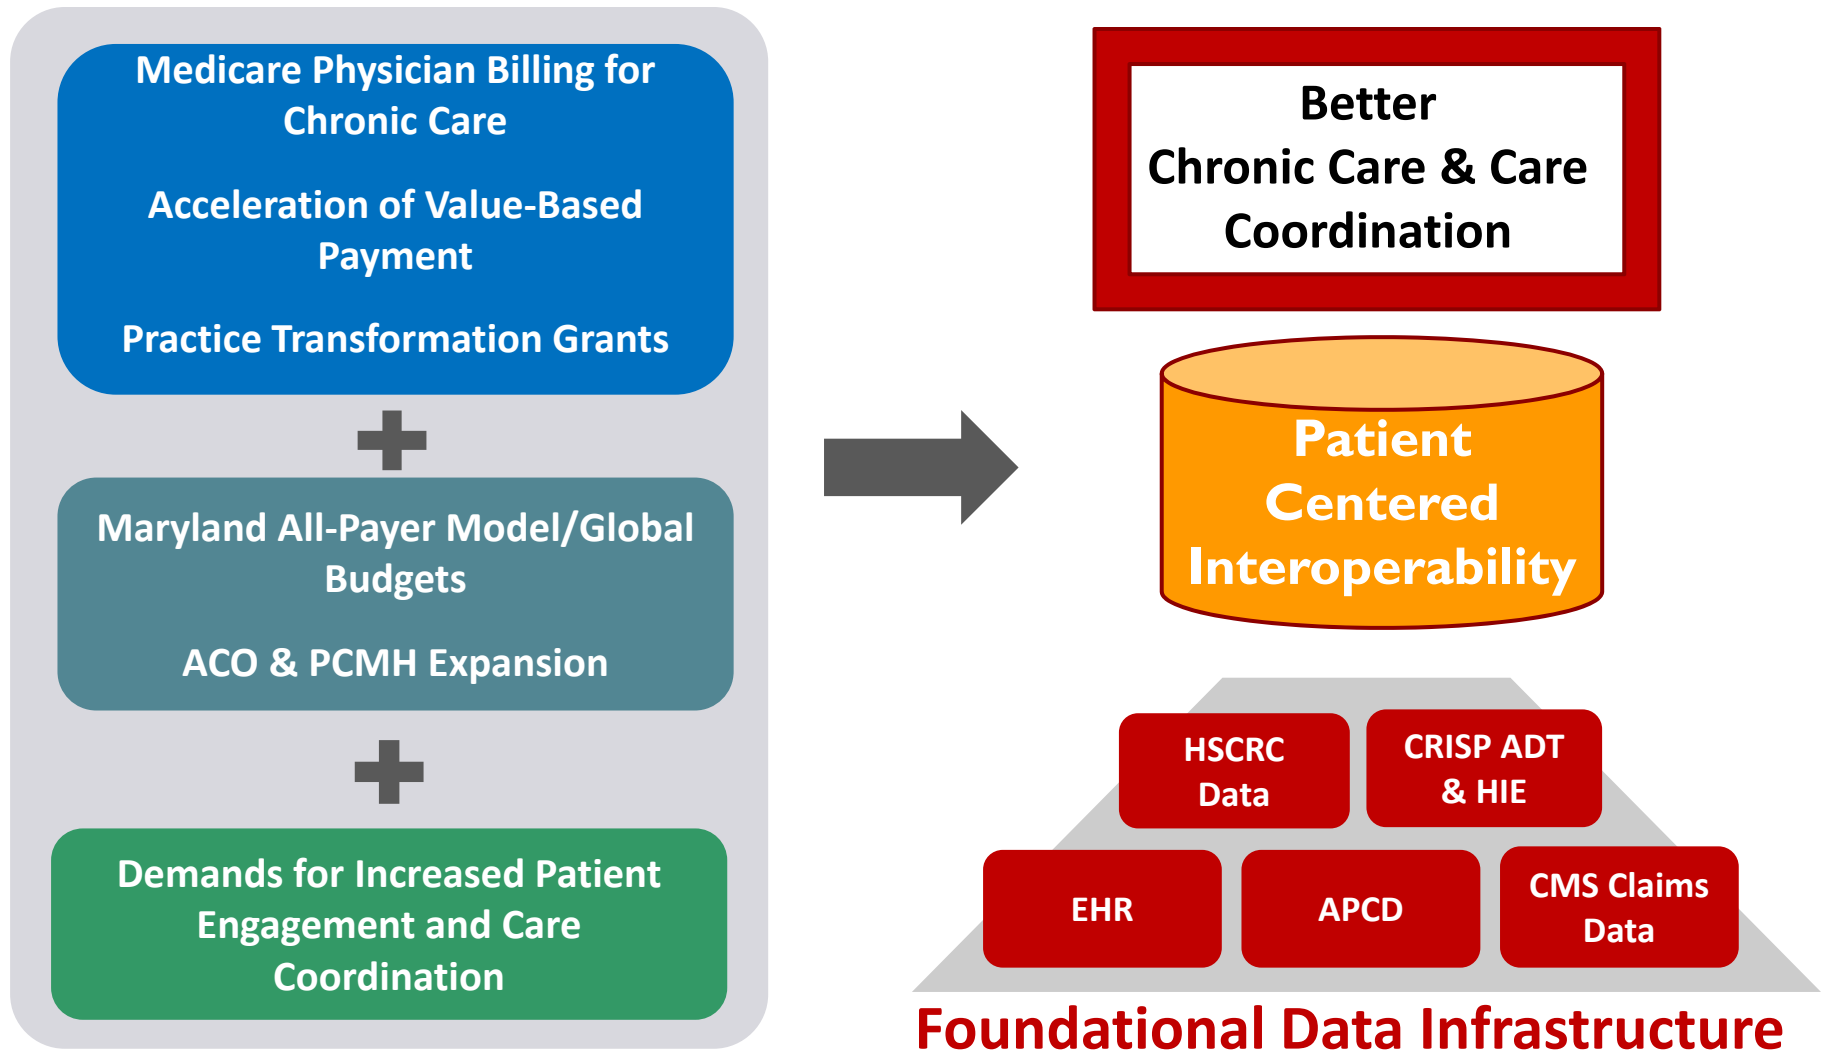 Medicare Physician Billing for
Chronic Care
Acceleration of Value-Based
Payment
Practice Transformation Grants
Maryland All-Payer Model/Global
Budgets
ACO & PCMH Expansion
Demands for Increased Patient
Engagement and Care
Coordination
Better
Chronic Care & Care
Coordination
Patient
Centered
Interoperability
HSCRC
Data
CRISP ADT
& HIE
EHR
APCD
CMS Claims
Data
Foundational Data Infrastructure